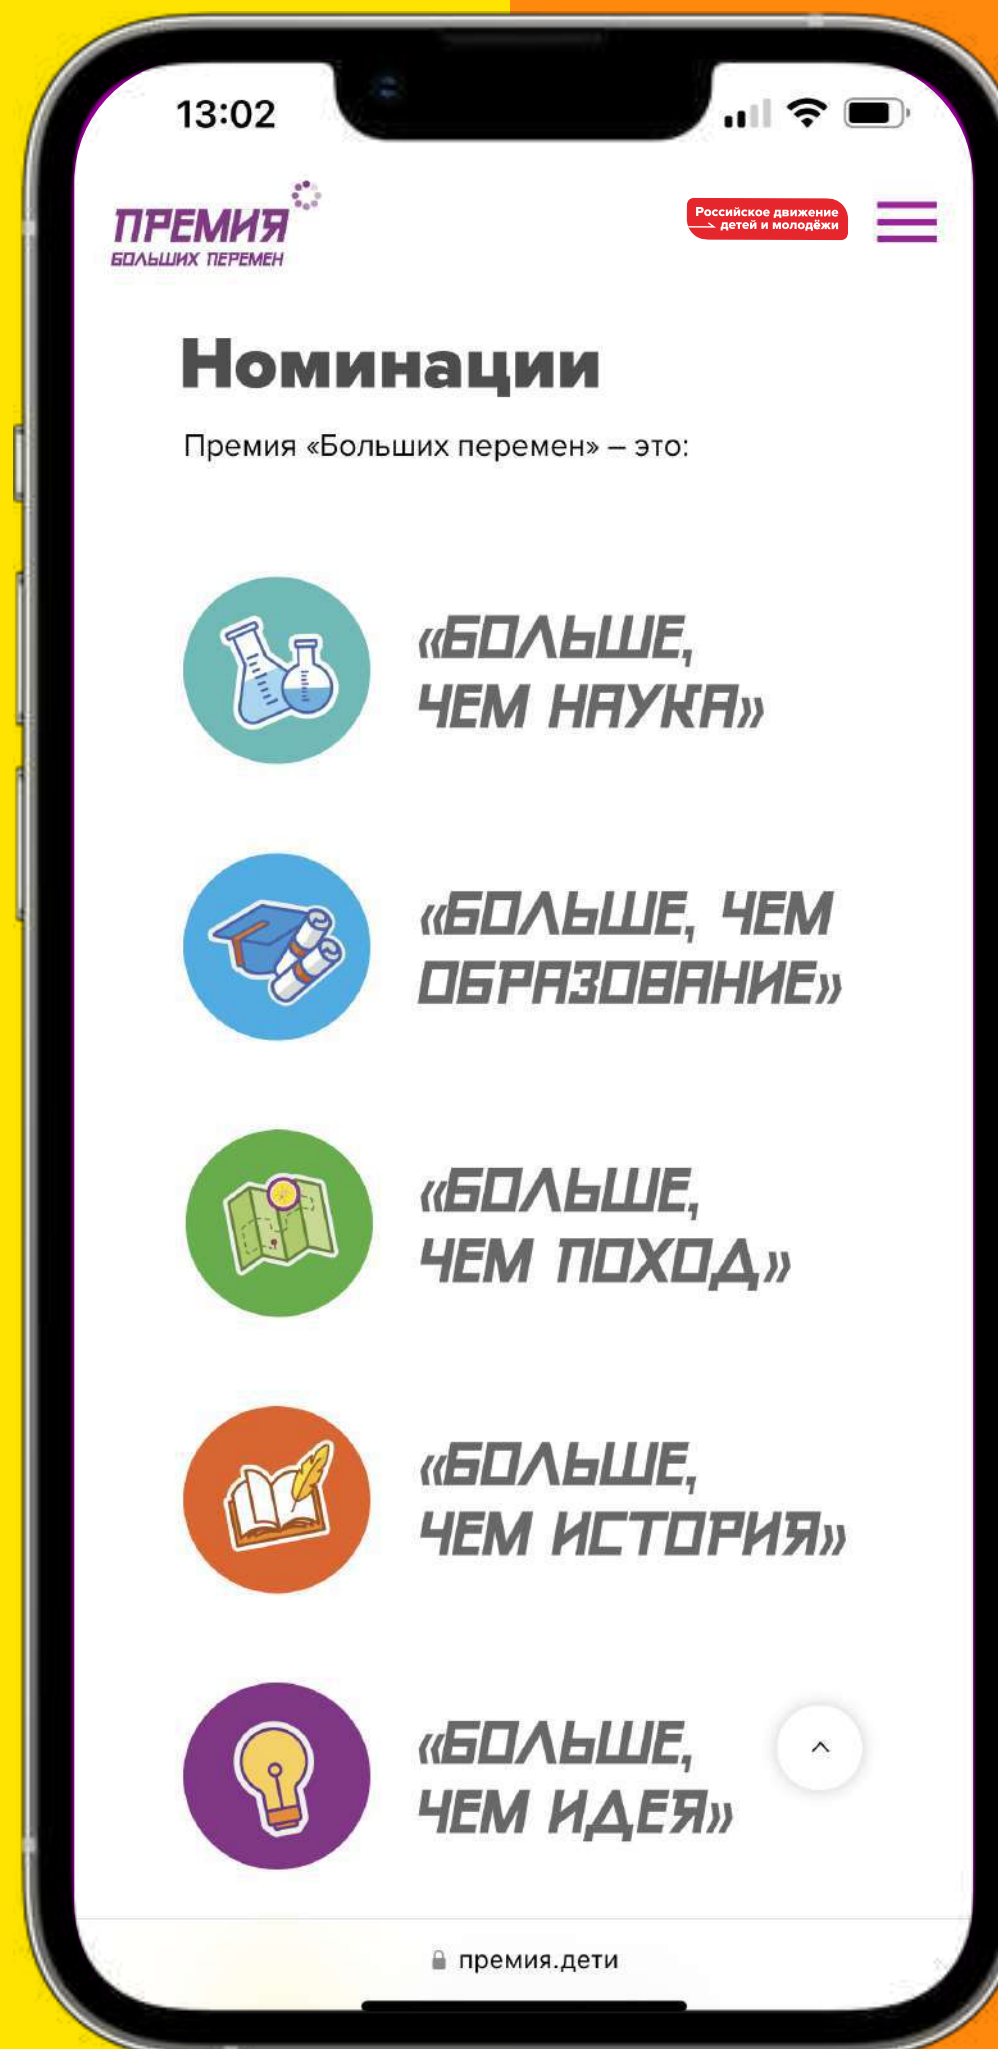 13:02
ПРЕМИЯ
БОЛЬШИХ ПЕРЕМЕН
Российское движение
детей и молодёжи
Номинации
Премия «Больших перемен» – это:
«БОЛЬШЕ,
ЧЕМ НАУКА»
«БОЛЬШЕ, ЧЕМ
ОБРАЗОВАНИЕ»
«БОЛЬШЕ,
ЧЕМ ПОХОД»
«БОЛЬШЕ,
ЧЕМ ИСТОРИЯ»
«БОЛЬШЕ,
ЧЕМ ИДЕЯ»
премия.дети